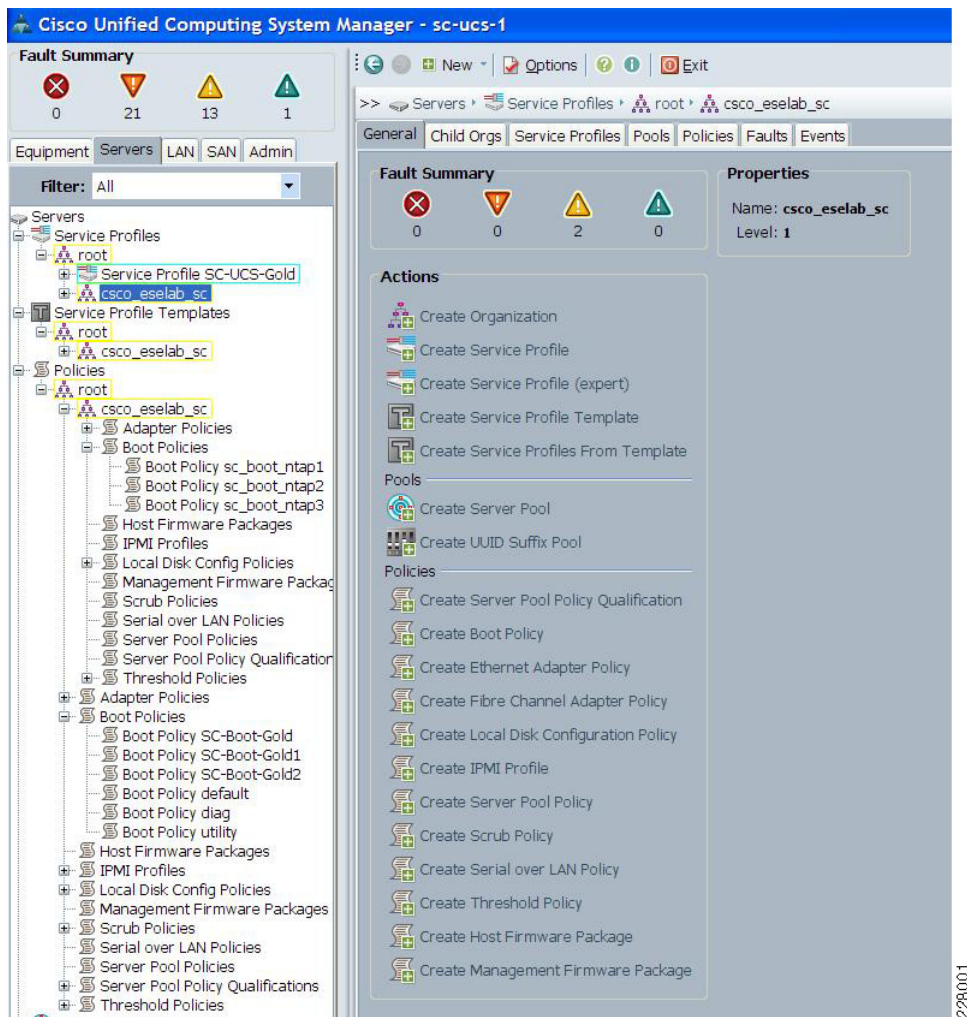 Cisco Unified Computing System Manager - sc-ucs-1
Fault Summary
0 21 13 1
Equipment Servers LAN SAN Admin
Filter: All
Servers
Service Profiles
root
Service Profile SC-UCS-Gold
csco_eselab_sc
Service Profile Templates
root
csco_eselab_sc
Policies
root
csco_eselab_sc
Adapter Policies
Boot Policies
Boot Policy sc_boot_ntap1
Boot Policy sc_boot_ntap2
Boot Policy sc_boot_ntap3
Host Firmware Packages
IPMI Profiles
Local Disk Config Policies
Management Firmware Packag
Scrub Policies
Serial over LAN Policies
Server Pool Policies
Server Pool Policy Qualification
Threshold Policies
Adapter Policies
Boot Policies
Boot Policy SC-Boot-Gold
Boot Policy SC-Boot-Gold1
Boot Policy SC-Boot-Gold2
Boot Policy default
Boot Policy diag
Boot Policy utility
Host Firmware Packages
IPMI Profiles
Local Disk Config Policies
Management Firmware Packages
Scrub Policies
Serial over LAN Policies
Server Pool Policies
Server Pool Policy Qualifications
Threshold Policies
New Options Exit
>> Servers Service Profiles root csco_eselab_sc
General Child Orgs Service Profiles Pools Policies Faults Events
Fault Summary
0 0 2 0
Properties
Name: csco_eselab_sc
Level: 1
Actions
Create Organization
Create Service Profile
Create Service Profile (expert)
Create Service Profile Template
Create Service Profiles From Template
Pools
Create Server Pool
Create UUID Suffix Pool
Policies
Create Server Pool Policy Qualification
Create Boot Policy
Create Ethernet Adapter Policy
Create Fibre Channel Adapter Policy
Create Local Disk Configuration Policy
Create IPMI Profile
Create Server Pool Policy
Create Scrub Policy
Create Serial over LAN Policy
Create Threshold Policy
Create Host Firmware Package
Create Management Firmware Package
228001